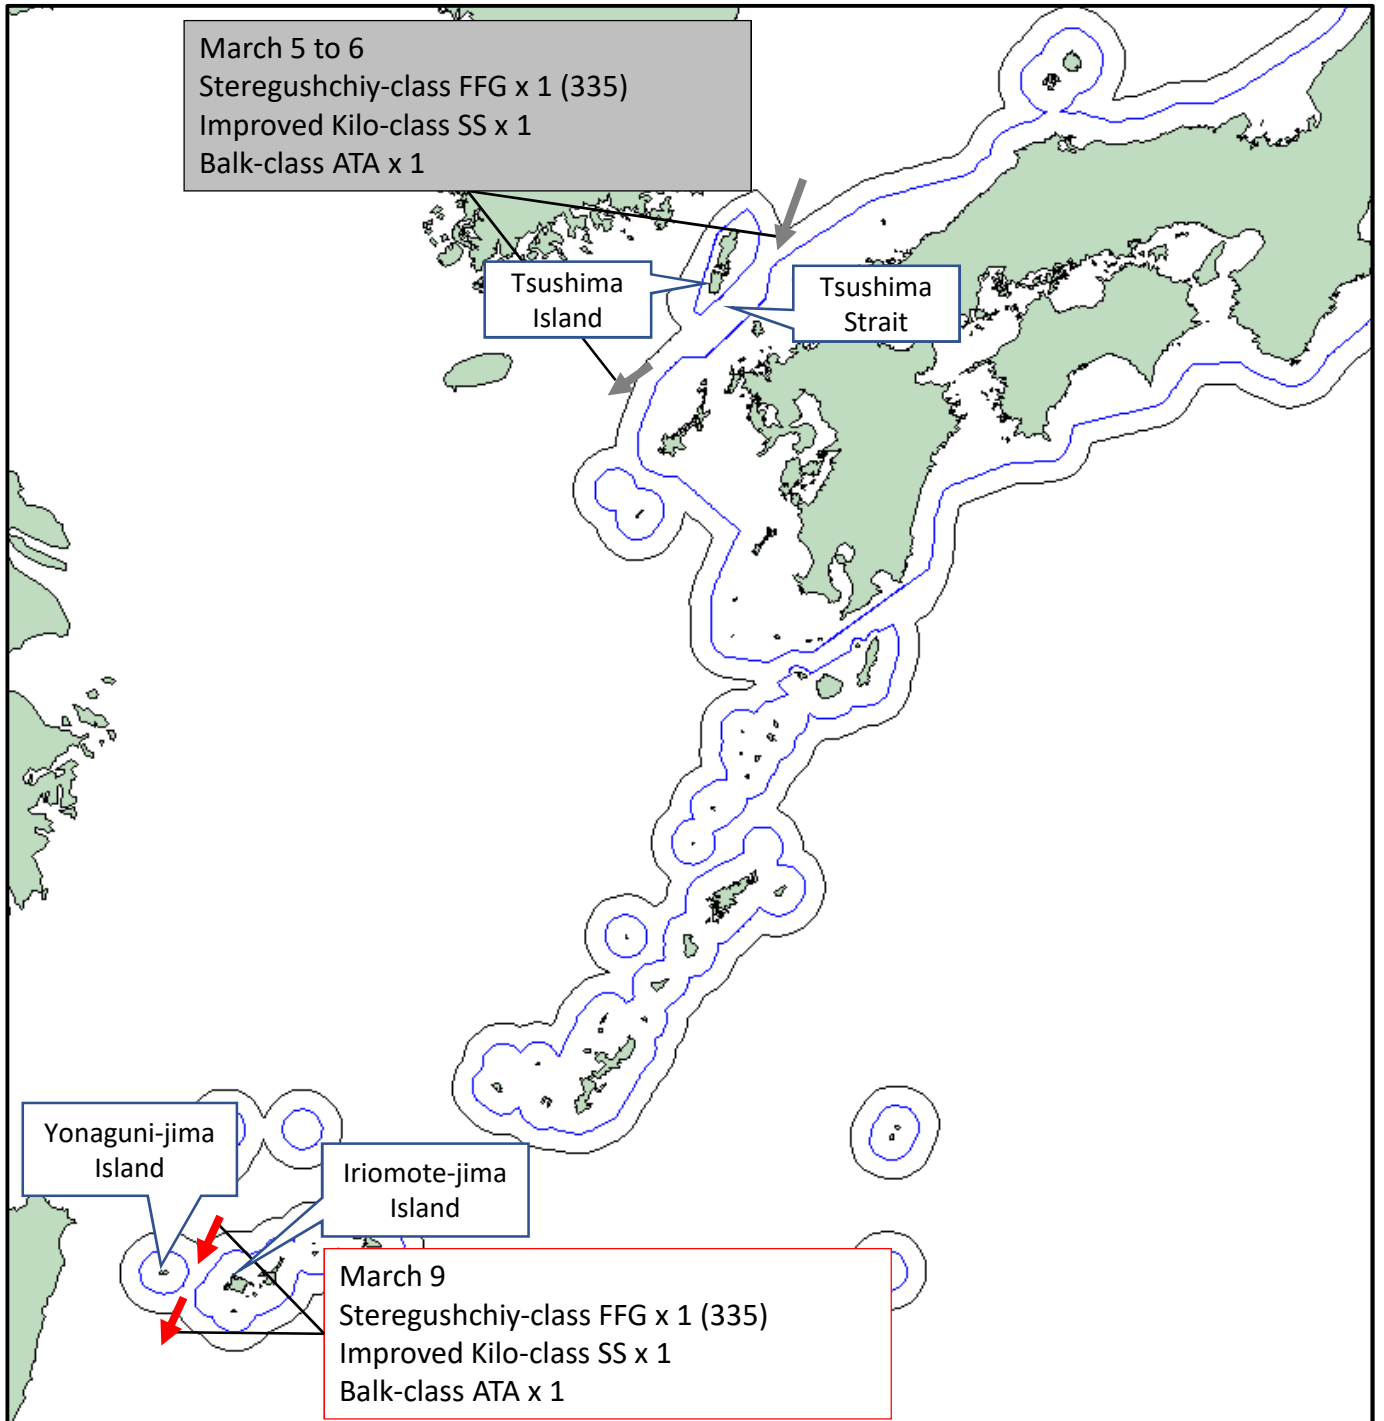 March 5 to 6
Steregushchiy-class FFG x 1 (335)
Improved Kilo-class SS x 1
Balk-class ATA x 1
Tsushima
Island
Tsushima
Strait
Yonaguni-jima
Island
Iriomote-jima
Island
March 9
Steregushchiy-class FFG x 1 (335)
Improved Kilo-class SS x 1
Balk-class ATA x 1